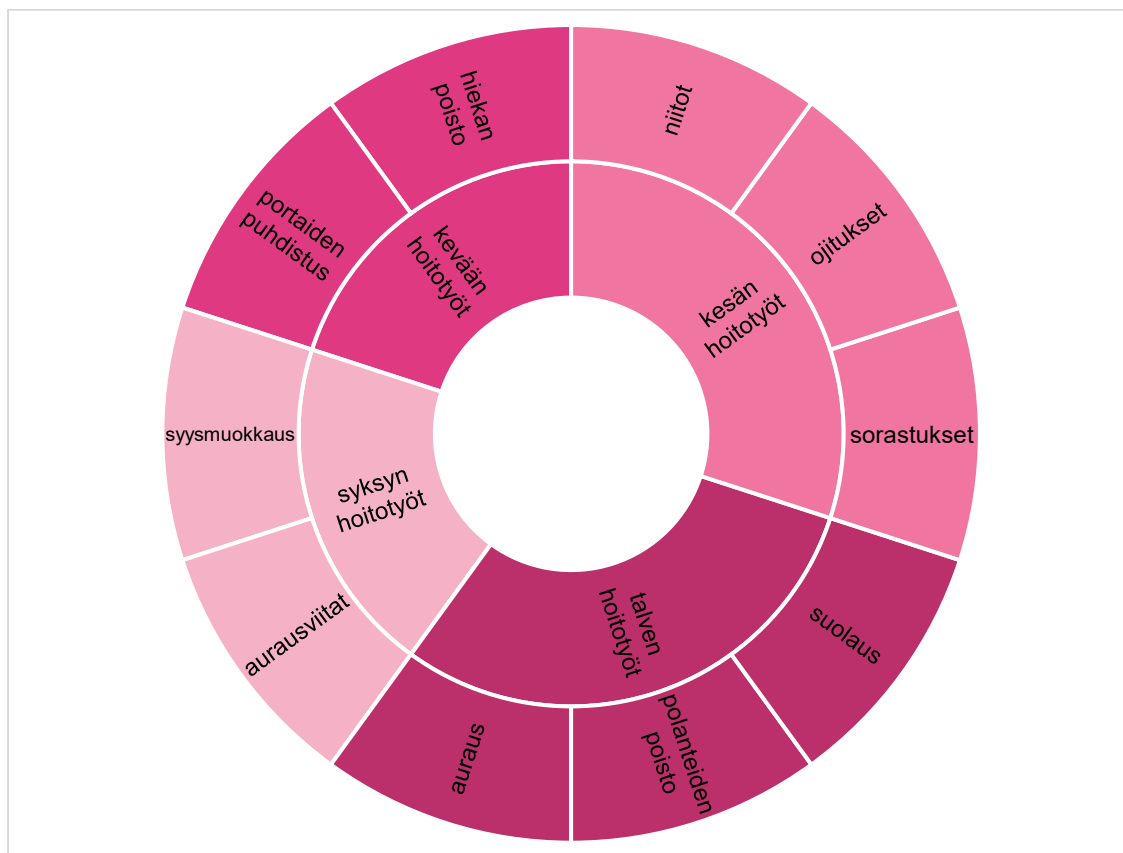 hiekan
poisto
niitot
portaiden
puhdistus
ojitukset
kevään
hoitotyöt
kesän
hoitotyöt
syysmuokkaus
sorastukset
syksyn
hoitotyöt
aurausviitat
talven
hoitotyöt
suolaus
auraus
polanteiden
poisto